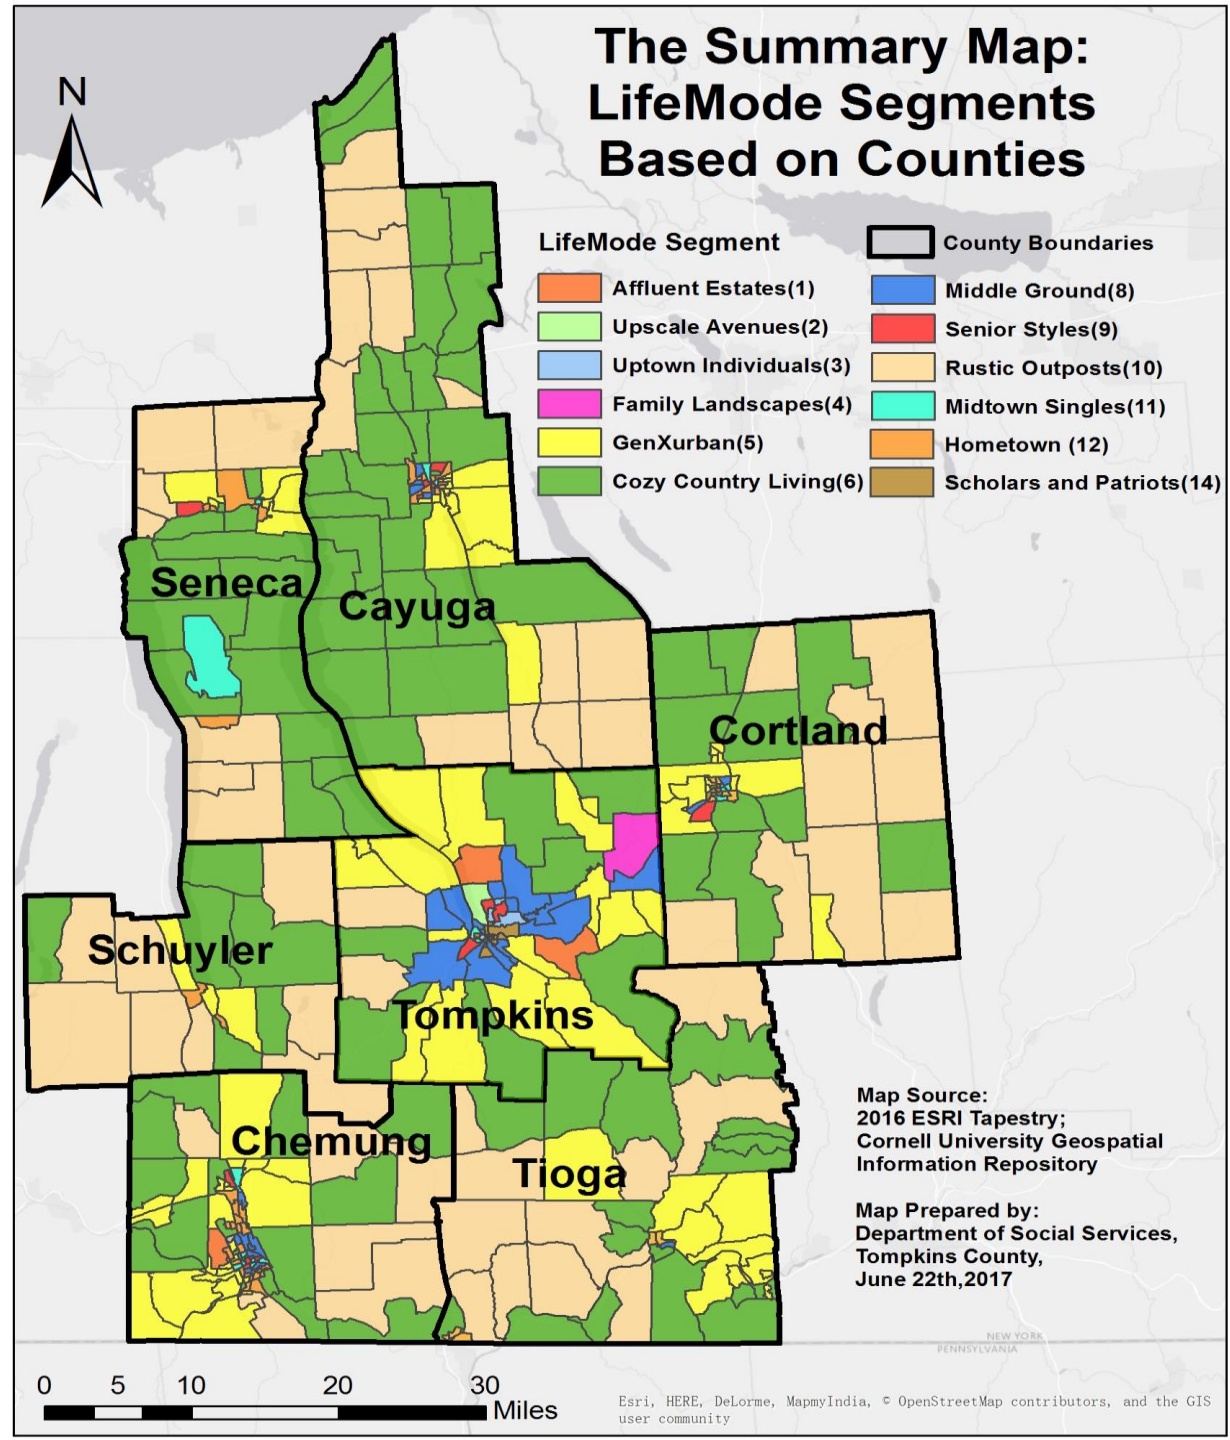 The Summary Map:
LifeMode Segments
Based on Counties
N
LifeMode Segment
County Boundaries
Affluent Estates(1)
Upscale Avenues(2)
Uptown Individuals(3)
Family Landscapes(4)
GenXurban(5)
Cozy Country Living(6)
Middle Ground(8)
Senior Styles(9)
Rustic Outposts(10)
Midtown Singles(11)
Hometown (12)
Scholars and Patriots(14)
Seneca
Cayuga
Cortland
Schuyler
Tompkins
Chemung
Tioga
Map Source:
2016 ESRI Tapestry;
Cornell University Geospatial
Information Repository
Map Prepared by:
Department of Social Services,
Tompkins County,
June 22th,2017
NEW YORK
PENNSYLVANIA
0 5 10 20 30
Miles
Esri, HERE, DeLorme, MapmyIndia, © OpenStreetMap contributors, and the GIS
user community